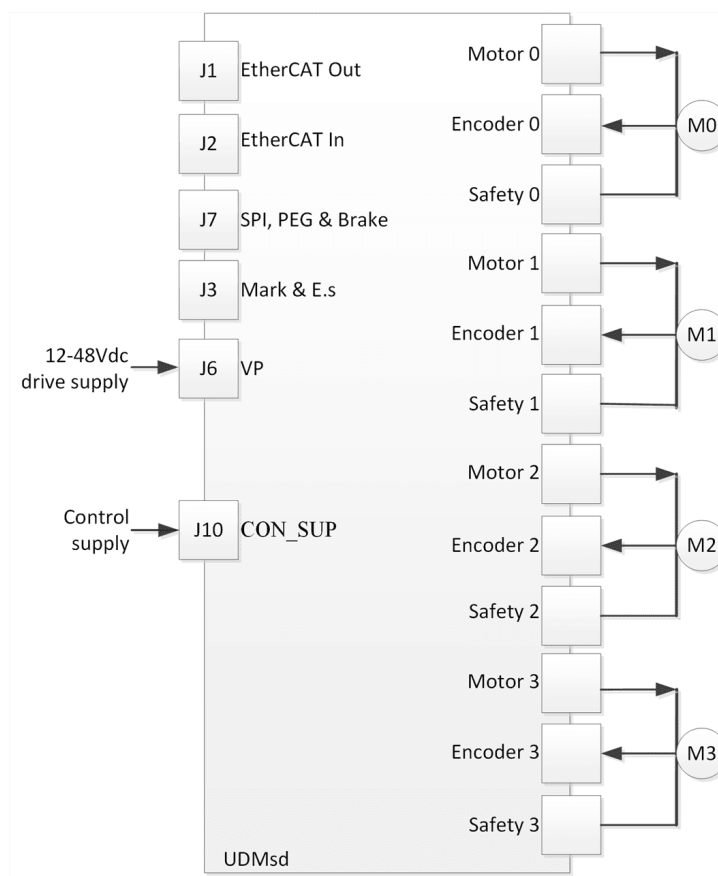 J1 EtherCAT Out
J2 EtherCAT In
J7 SPI, PEG & Brake
J3 Mark & E.s
12-48Vdc
drive supply
J6 VP
Control
supply
J10 CON_SUP
UDMsd
Motor 0
Encoder 0
Safety 0
M0
Motor 1
Encoder 1
Safety 1
M1
Motor 2
Encoder 2
Safety 2
M2
Motor 3
Encoder 3
Safety 3
M3